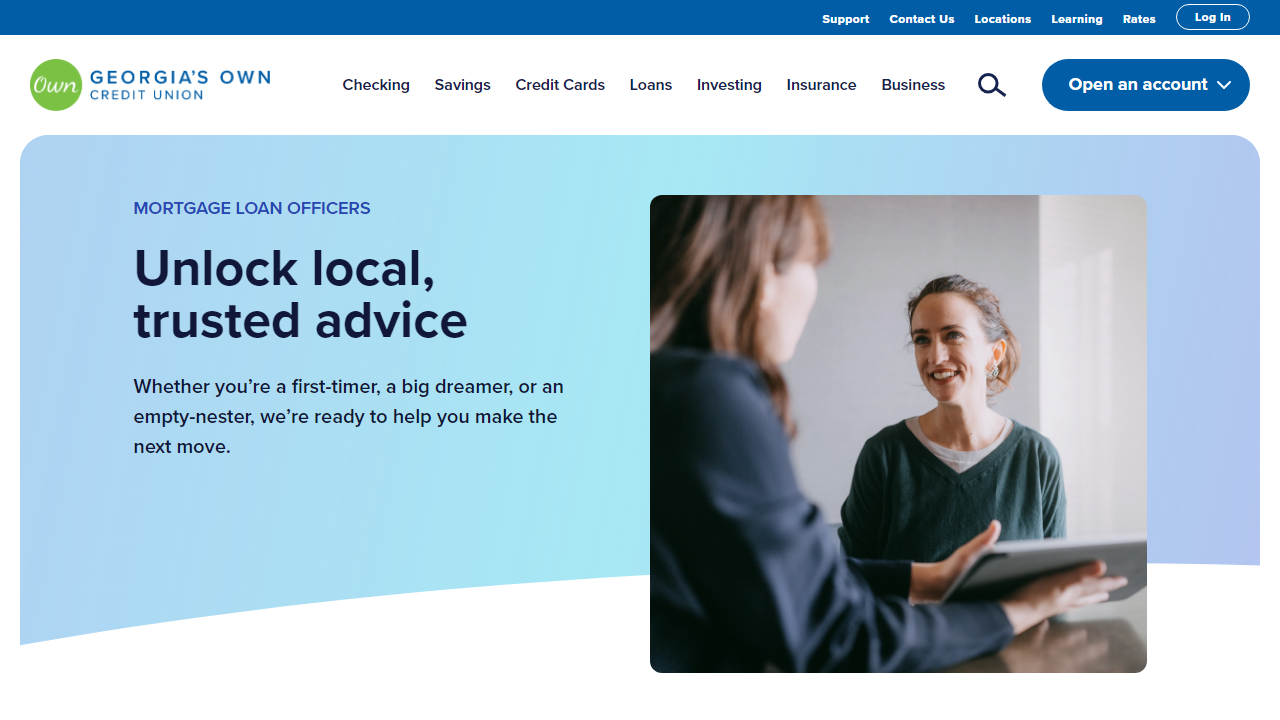 Support Contact Us Locations Learning Rates Log In
Own GEORGIA'S OWN
CREDIT UNION
Checking Savings Credit Cards Loans Investing Insurance Business Open an account
MORTGAGE LOAN OFFICERS
Unlock local,
trusted advice
Whether you're a first-timer, a big dreamer, or an
empty-nester, we're ready to help you make the
next move.